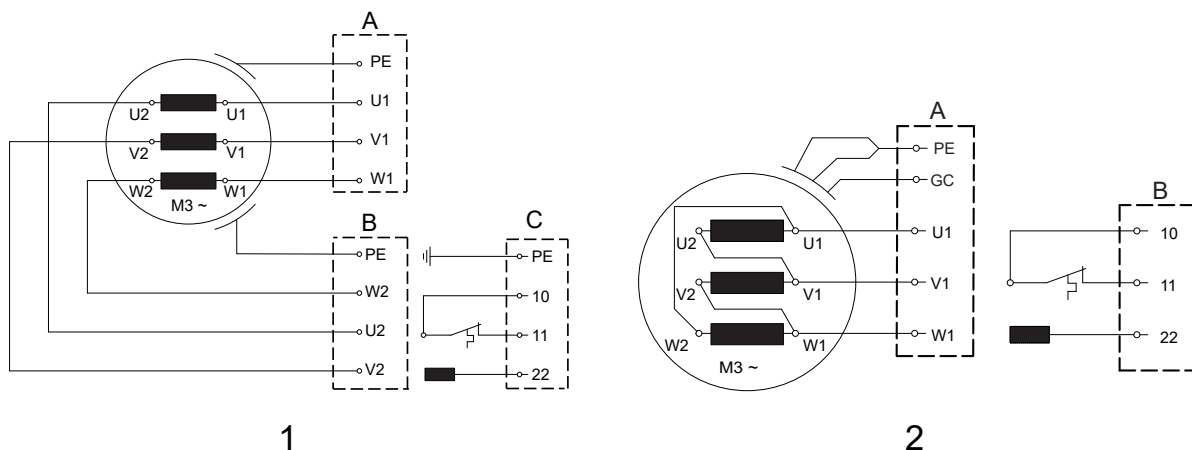 A
PE
U2 U1 U1
V2 V1 V1
W2 W1 W1
M3 ~
B C
PE PE
W2 10
U2 11
V2 22
1
A
PE
GC
U2 U1 U1
V2 V1 V1
W2 W1 W1
M3 ~
B
10
11
22
2